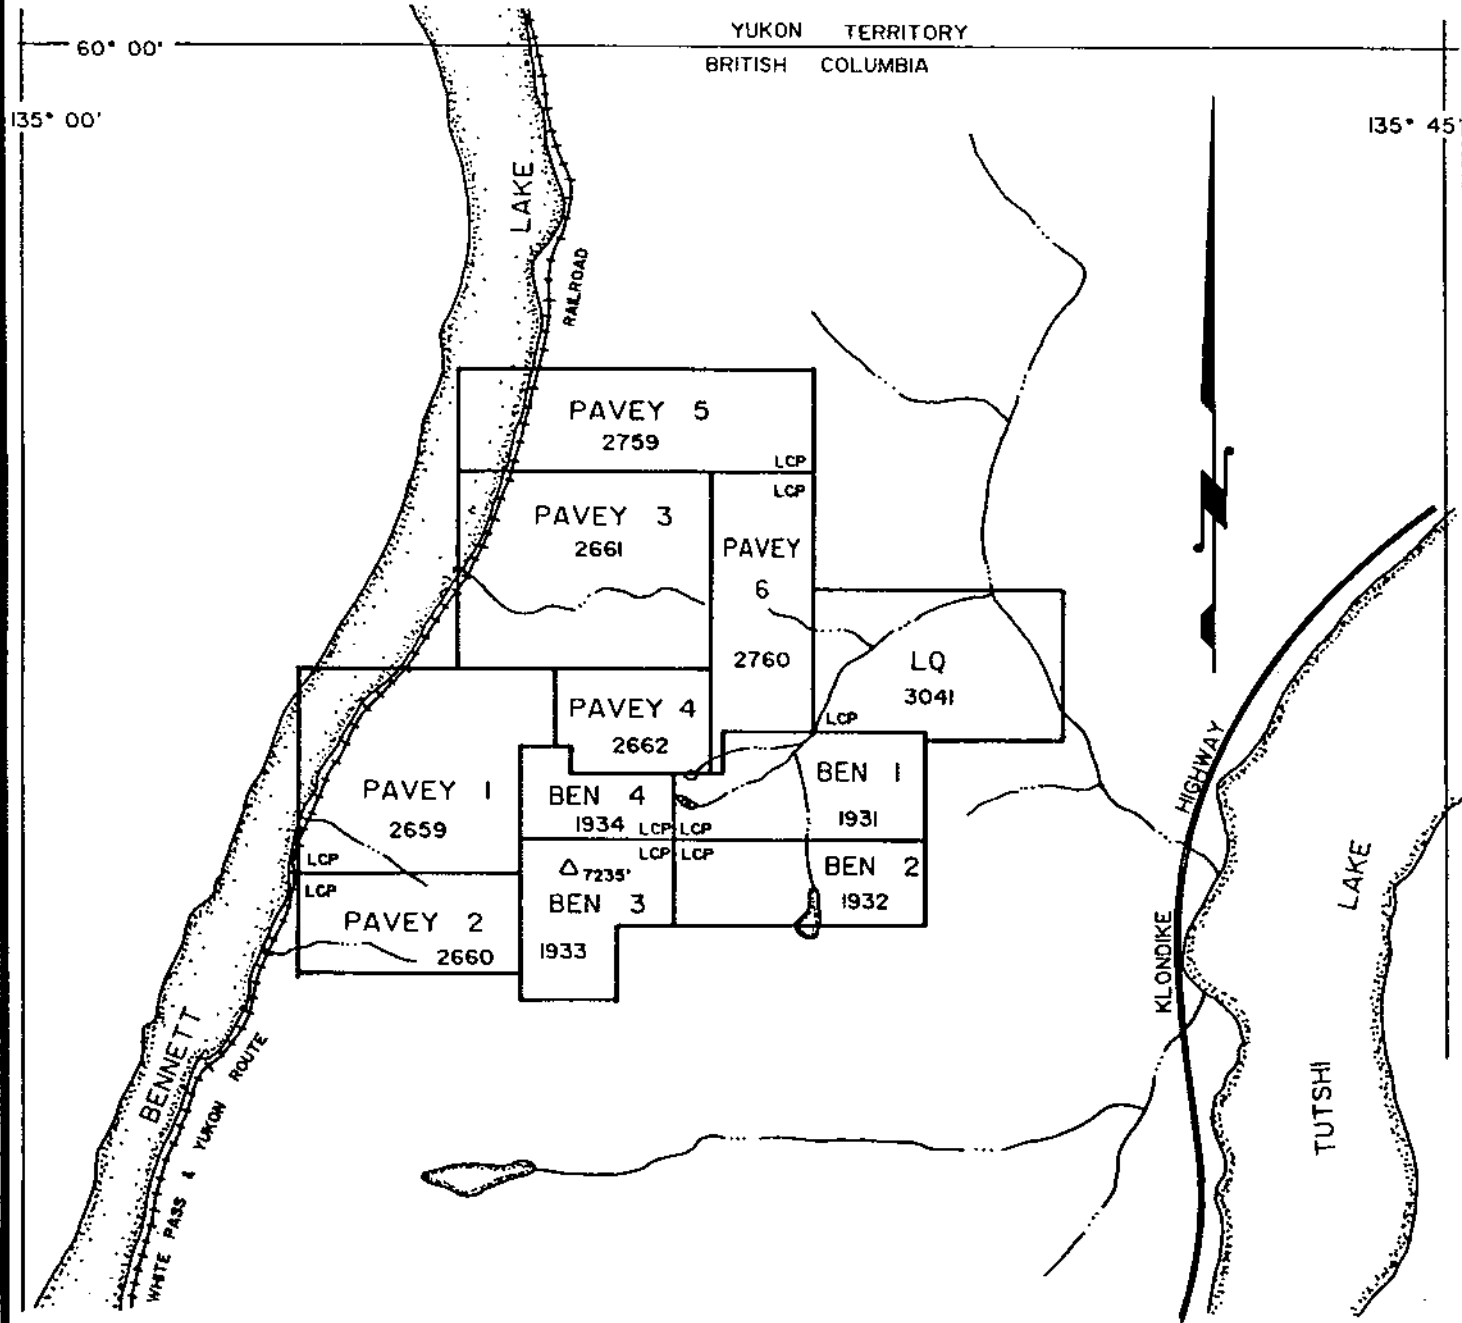 YUKON TERRITORY
60° 00'
BRITISH COLUMBIA
135° 00'
135° 45'
LAKE
RAILROAD
PAVEY 5
2759
LCP
LCP
PAVEY 3
2661
PAVEY
6
2760
LQ
3041
LCP
PAVEY 4
2662
PAVEY 1
2659
LCP
BEN 4
1934 LCP
LCP
BEN 1
1931
LCP
LCP
7235'
BEN 3
1933
BEN 2
1932
LCP
PAVEY 2
2660
HIGHWAY
KLONDIKE
LAKE
TUTSHI
BENNETT
WHITE PASS & YUKON ROUTE
N